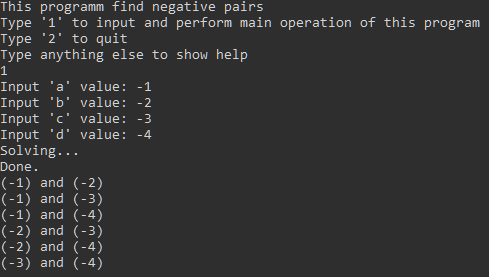 This programm find negative pairs
Type '1' to input and perform main operation of this program
Type '2' to quit
Type anything else to show help
1
Input 'a' value: -1
Input 'b' value: -2
Input 'c' value: -3
Input 'd' value: -4
Solving...
Done.
(-1) and (-2)
(-1) and (-3)
(-1) and (-4)
(-2) and (-3)
(-2) and (-4)
(-3) and (-4)